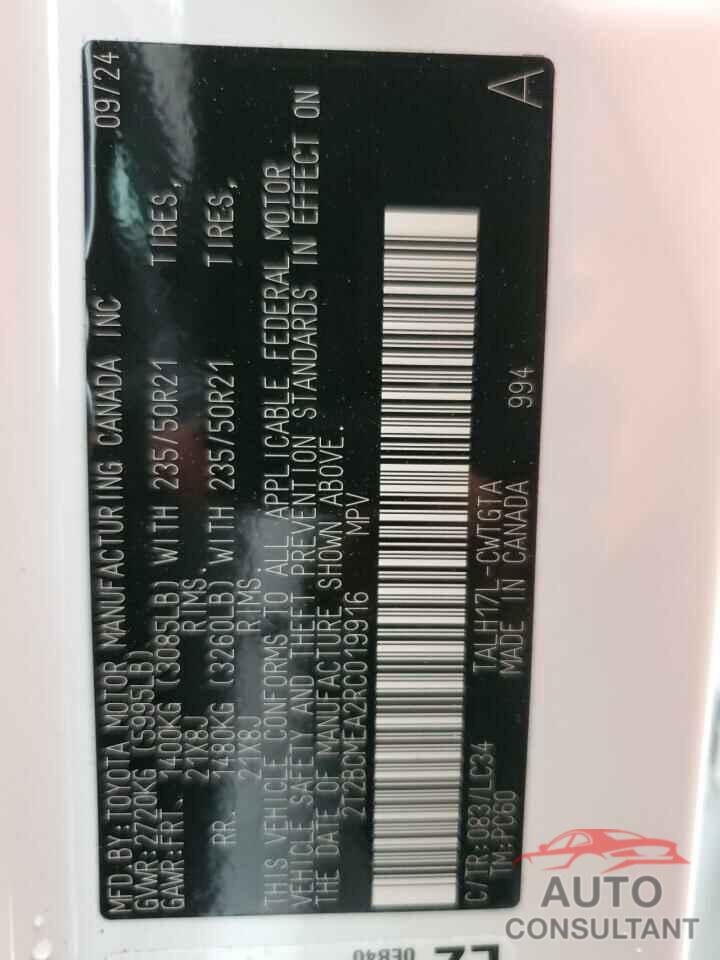 MFD.BY:TOYOTA MOTOR MANUFACTURING CANADA INC 09/24
GVWR:2720KG (5995LB)
GAWR:FRT. 1400KG (3085LB) WITH 235/50R21 TIRES,
21X8J RIMS.
RR. 1480KG (3260LB) WITH 235/50R21 TIRES,
21X8J RIMS.
THIS VEHICLE CONFORMS TO ALL APPLICABLE FEDERAL MOTOR
VEHICLE SAFETY AND THEFT PREVENTION STANDARDS IN EFFECT ON
THE DATE OF MANUFACTURE SHOWN ABOVE.
2T2BCMEA2RC019916 MPV
C/TR:0837LC34 TALH17L-CWTGTA 994 A
TM:PC60 MADE IN CANADA
0EB40
AUTO
CONSULTANT